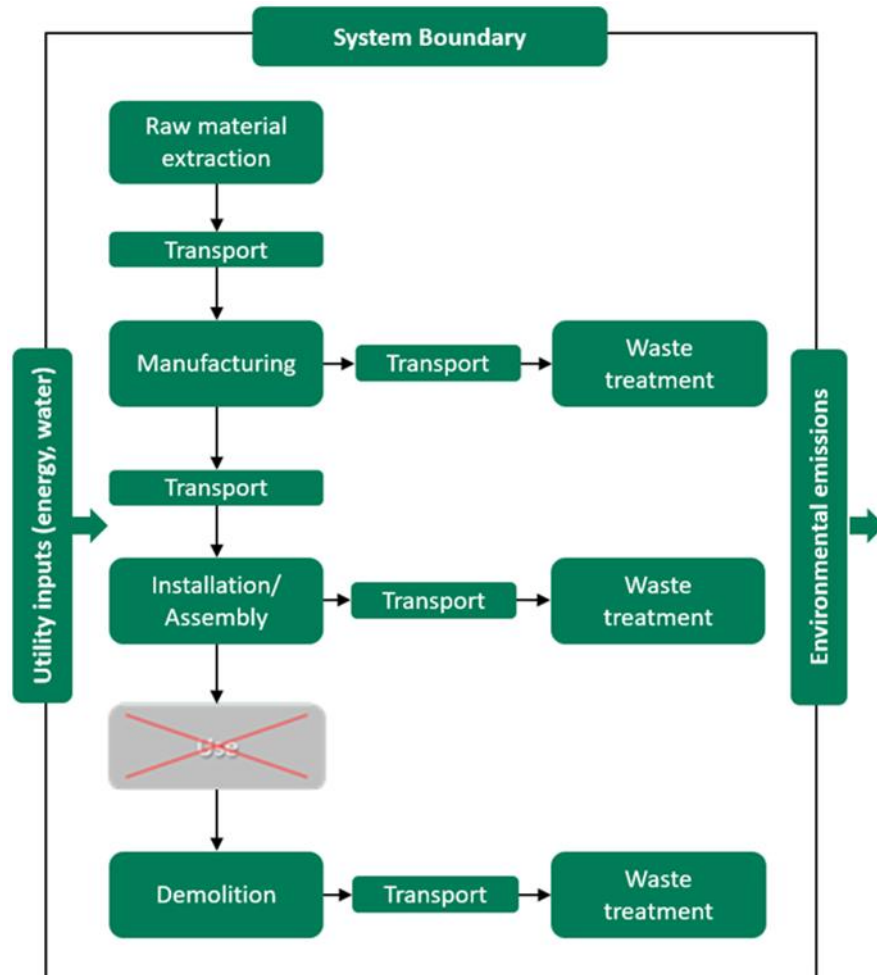 System Boundary
Raw material
extraction
Transport
Manufacturing
Transport
Waste
treatment
Transport
Utility inputs (energy, water)
Environmental emissions
Installation/
Assembly
Transport
Waste
treatment
Use
Demolition
Transport
Waste
treatment